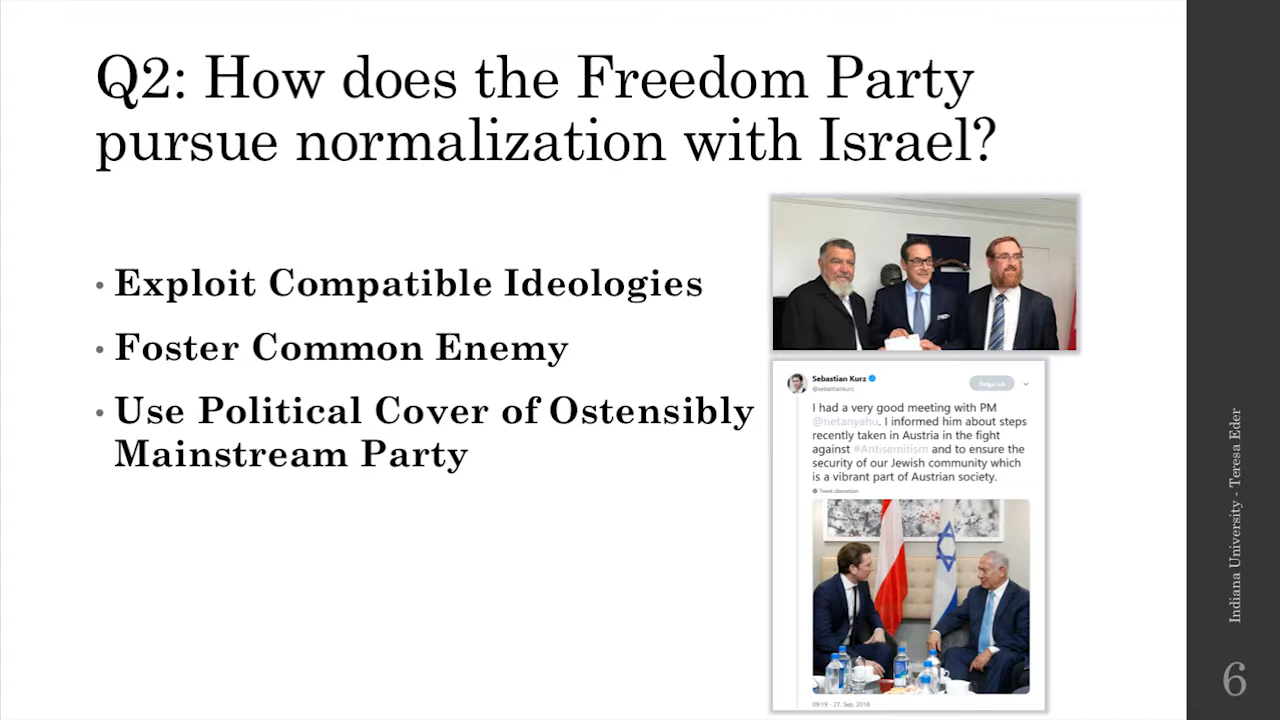 Q2: How does the Freedom Party
pursue normalization with Israel?
• Exploit Compatible Ideologies
• Foster Common Enemy
• Use Political Cover of Ostensibly
Mainstream Party
Sebastian Kurz
@sebastiankurz
Folge ich
I had a very good meeting with PM
@netanyahu. I informed him about steps
recently taken in Austria in the fight
against #Antisemitism and to ensure the
security of our Jewish community which
is a vibrant part of Austrian society.
Tweet übersetzen
09:19 - 27. Sep. 2018
Indiana University - Teresa Eder
6